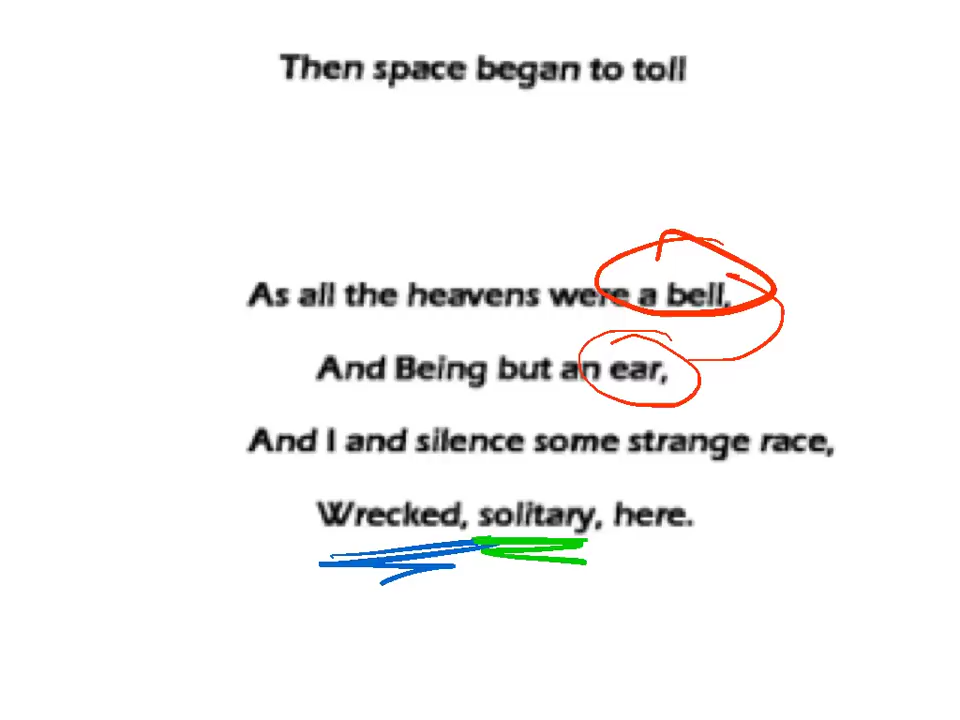 Then space began to toll
As all the heavens were a bell,
And Being but an ear,
And I and silence some strange race,
Wrecked, solitary, here.